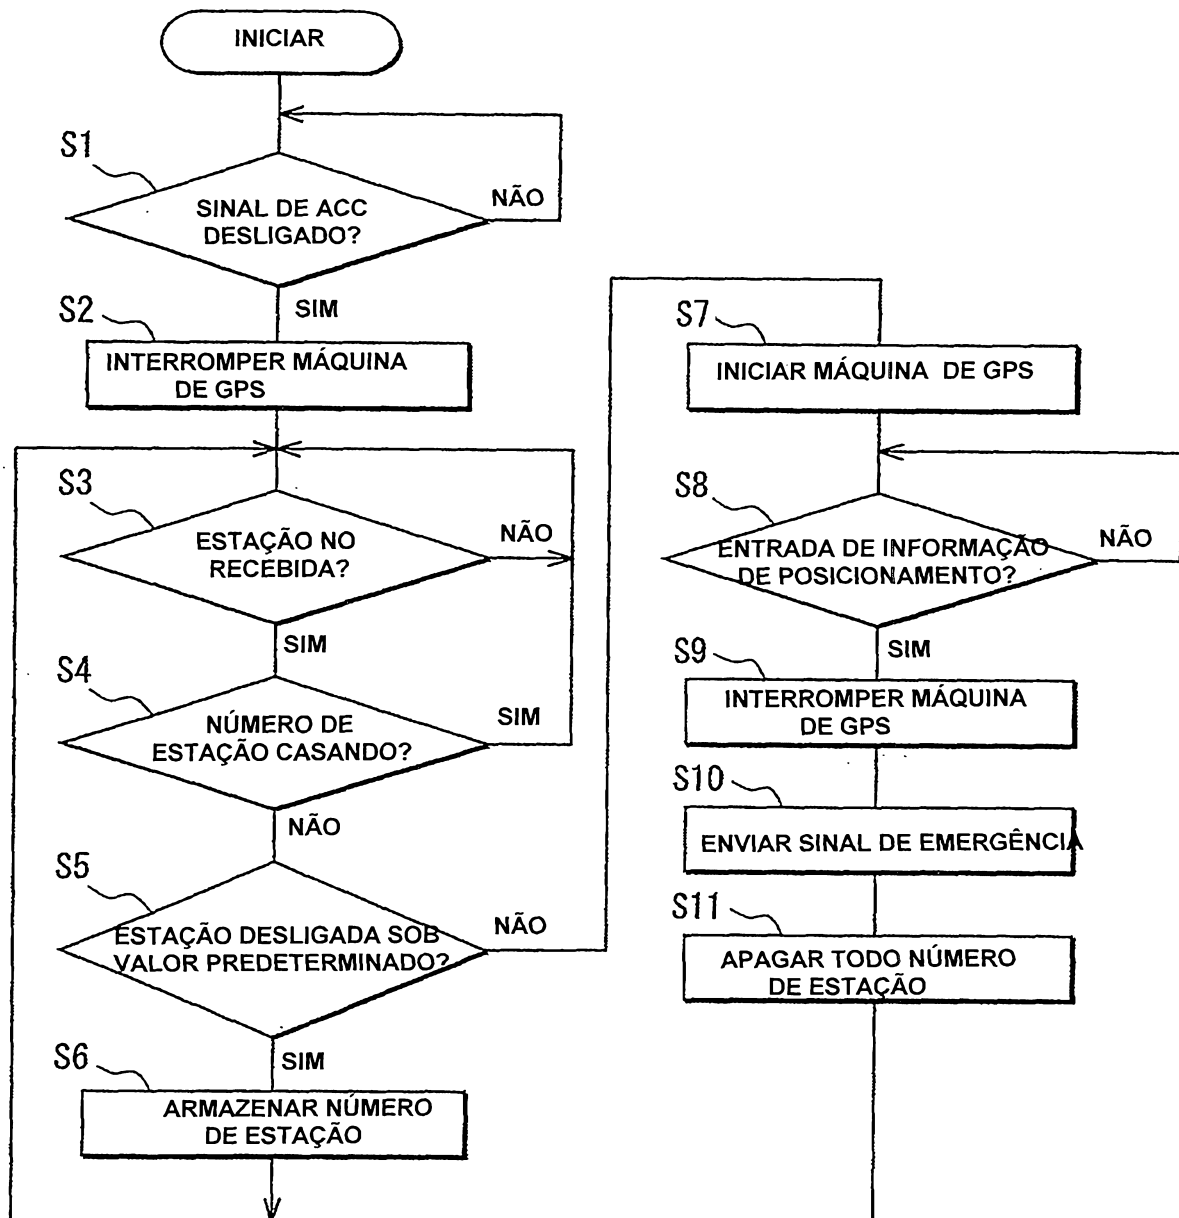 INICIAR
S1
SINAL DE ACC
DESLIGADO?
NÃO
SIM
S2
INTERROMPER MÁQUINA
DE GPS
S3
ESTAÇÃO NO
RECEBIDA?
NÃO
SIM
S4
NÚMERO DE
ESTAÇÃO CASANDO?
SIM
NÃO
S5
ESTAÇÃO DESLIGADA SOB
VALOR PREDETERMINADO?
NÃO
SIM
S6
ARMAZENAR NÚMERO
DE ESTAÇÃO
S7
INICIAR MÁQUINA DE GPS
S8
ENTRADA DE INFORMAÇÃO
DE POSICIONAMENTO?
NÃO
SIM
S9
INTERROMPER MÁQUINA
DE GPS
S10
ENVIAR SINAL DE EMERGÊNCIA
S11
APAGAR TODO NÚMERO
DE ESTAÇÃO